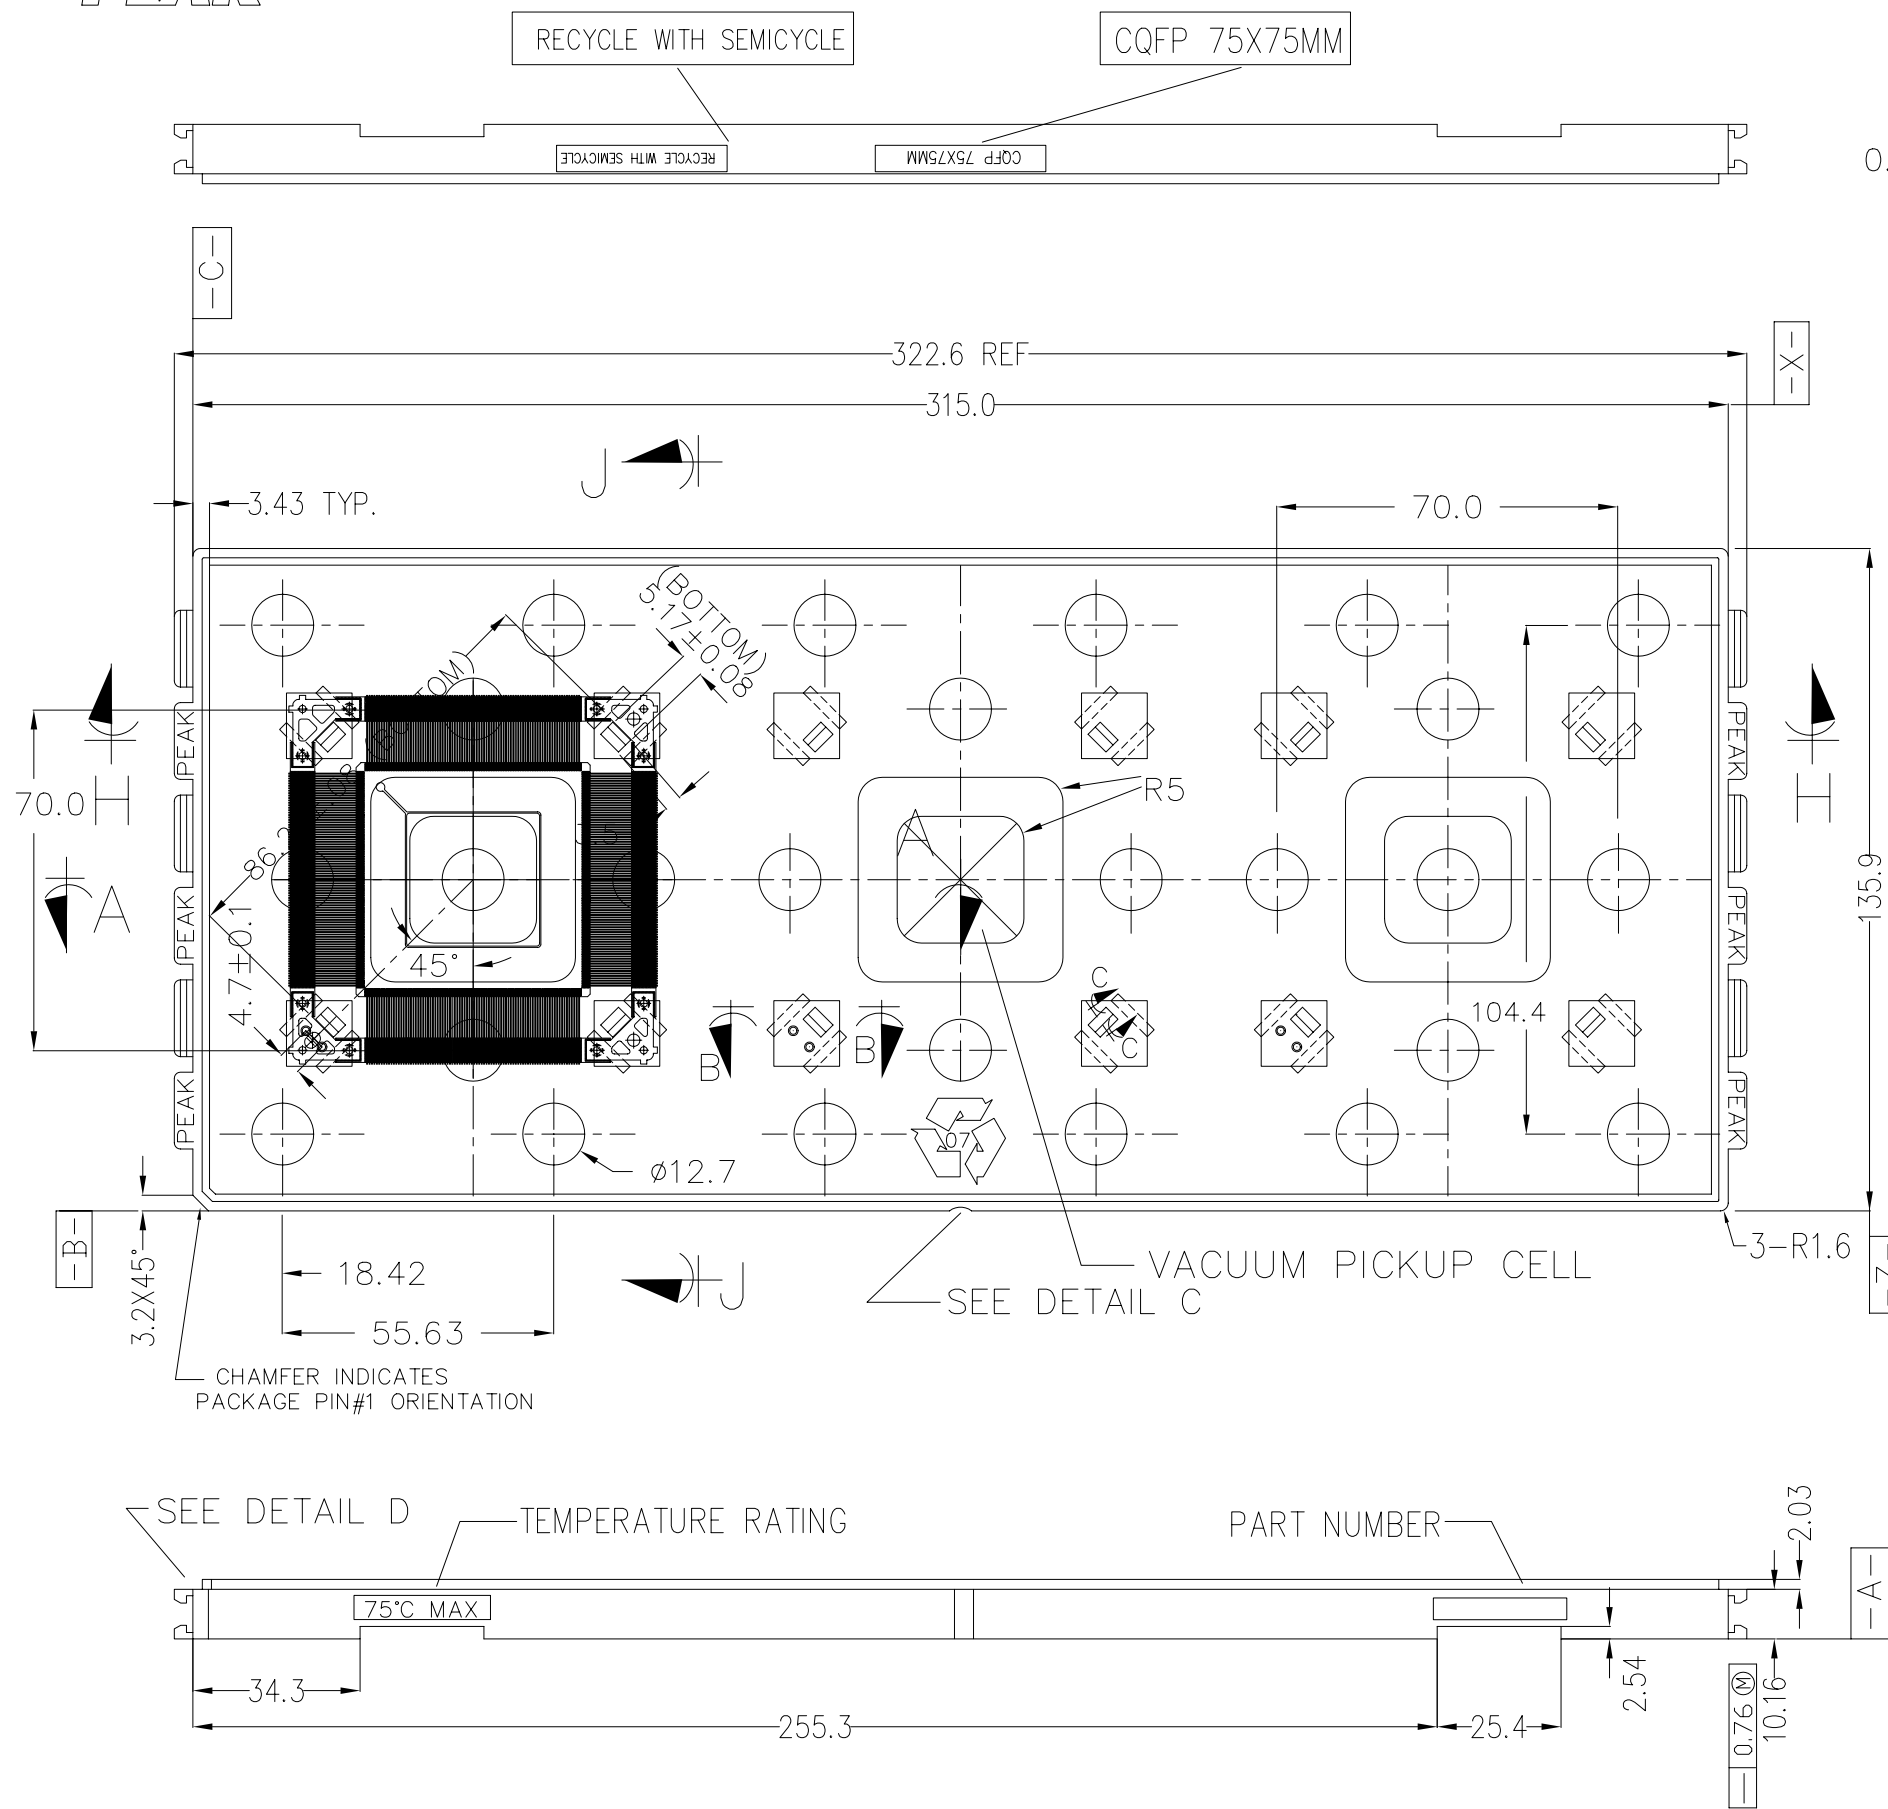 PEAK
RECYCLE WITH SEMICYCLE
CQFP 75X75MM
RECYCLE WITH SEMICYCLE
CQFP 75X75MM
0.
-C-
322.6 REF
-X-
315.0
J
3.43 TYP.
70.0
(BOTTOM)
5.17±0.08
(BOTTOM)
PEAK
PEAK
70.0
H
H
R5
A
86.
135.9
A
PEAK
PEAK
4.7±0.1
45°
C
104.4
C
B
B
PEAK
PEAK
07
ø12.7
-B-
3.2X45°
18.42
J
VACUUM PICKUP CELL
3-R1.6
-Z-
SEE DETAIL C
55.63
CHAMFER INDICATES
PACKAGE PIN#1 ORIENTATION
SEE DETAIL D
TEMPERATURE RATING
PART NUMBER
2.03
-A-
75°C MAX
34.3
2.54
0.76 Ⓜ
10.16
255.3
25.4